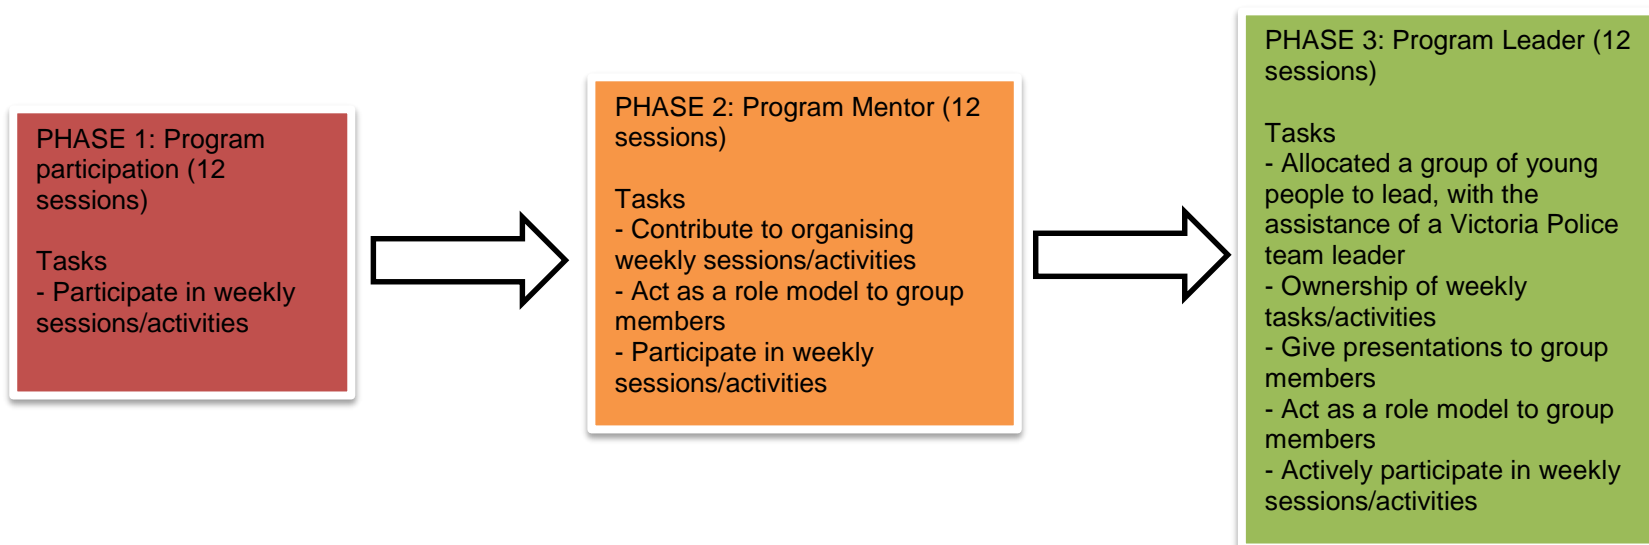 PHASE 1: Program
participation (12
sessions)
Tasks
- Participate in weekly
sessions/activities
PHASE 2: Program Mentor (12
sessions)
Tasks
- Contribute to organising
weekly sessions/activities
- Act as a role model to group
members
- Participate in weekly
sessions/activities
PHASE 3: Program Leader (12
sessions)
Tasks
- Allocated a group of young
people to lead, with the
assistance of a Victoria Police
team leader
- Ownership of weekly
tasks/activities
- Give presentations to group
members
- Act as a role model to group
members
- Actively participate in weekly
sessions/activities